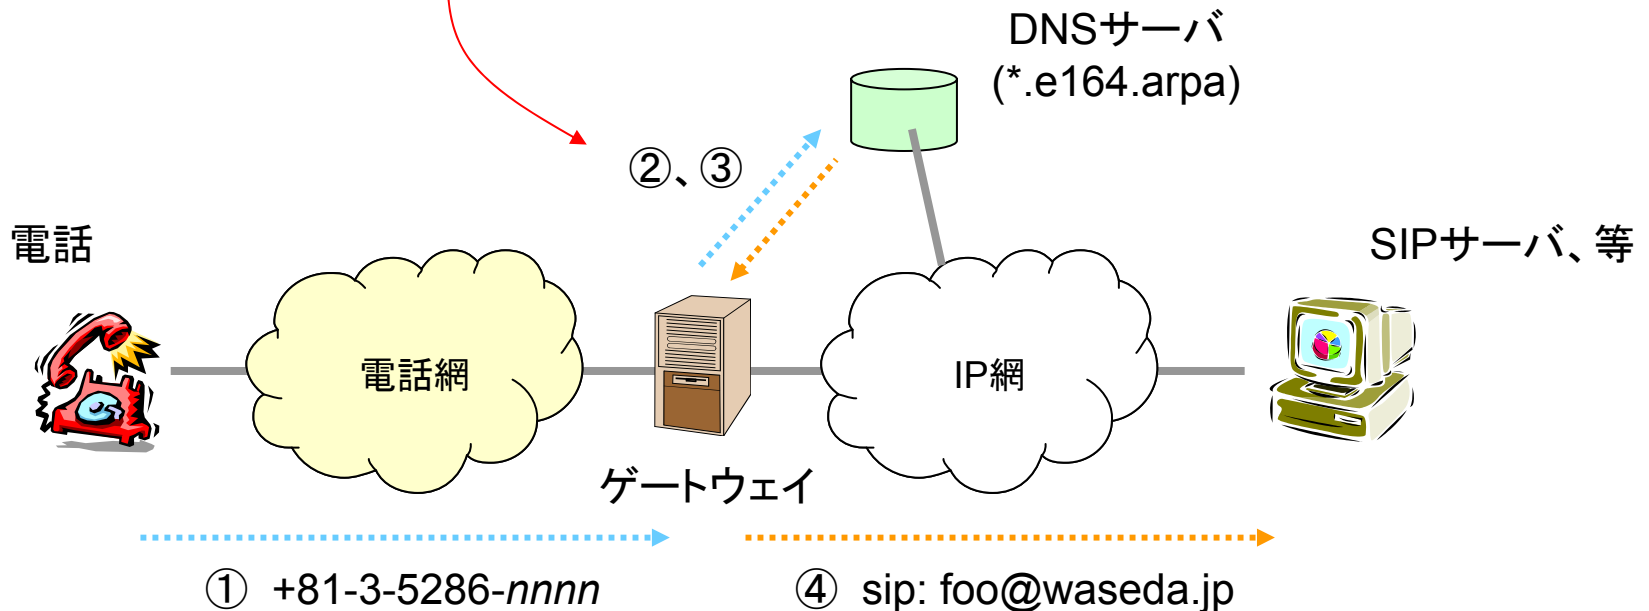 DNSサーバ
(*.e164.arpa)
②、③
電話
SIPサーバ、等
電話網
IP網
ゲートウェイ
① +81-3-5286-nnnn
④ sip: foo@waseda.jp